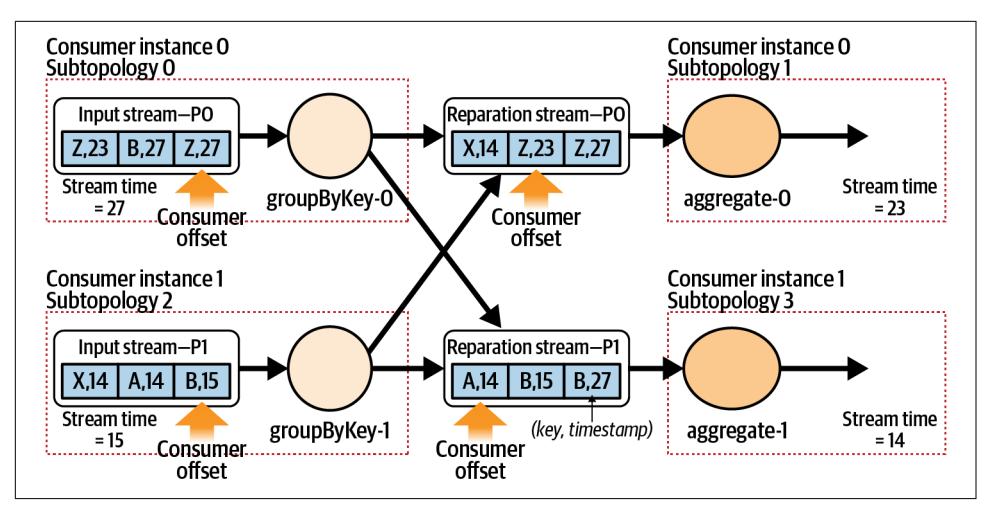 Consumer instance 0
Subtopology 0
Input stream—P0
Z,23 B,27 Z,27
Stream time
= 27
Consumer
offset
groupByKey-0
Reparation stream—P0
X,14 Z,23 Z,27
Consumer
offset
Consumer instance 0
Subtopology 1
aggregate-0
Stream time
= 23
Consumer instance 1
Subtopology 2
Input stream—P1
X,14 A,14 B,15
Stream time
= 15
Consumer
offset
groupByKey-1
Reparation stream—P1
A,14 B,15 B,27
(key, timestamp)
Consumer
offset
Consumer instance 1
Subtopology 3
aggregate-1
Stream time
= 14